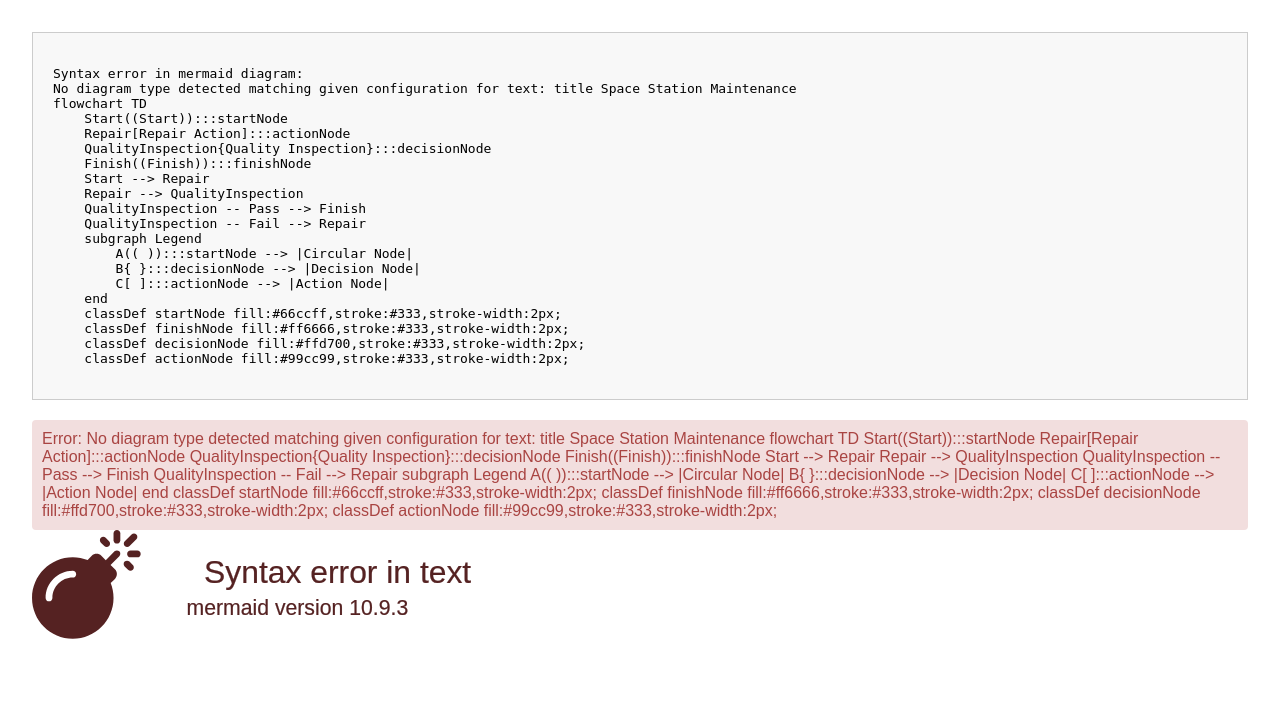 Syntax error in mermaid diagram:
No diagram type detected matching given configuration for text: title Space Station Maintenance
flowchart TD
    Start((Start)):::startNode
    Repair[Repair Action]:::actionNode
    QualityInspection{Quality Inspection}:::decisionNode
    Finish((Finish)):::finishNode
    Start --> Repair
    Repair --> QualityInspection
    QualityInspection -- Pass --> Finish
    QualityInspection -- Fail --> Repair
    subgraph Legend
        A(( )):::startNode --> |Circular Node|
        B{ }:::decisionNode --> |Decision Node|
        C[ ]:::actionNode --> |Action Node|
    end
    classDef startNode fill:#66ccff,stroke:#333,stroke-width:2px;
    classDef finishNode fill:#ff6666,stroke:#333,stroke-width:2px;
    classDef decisionNode fill:#ffd700,stroke:#333,stroke-width:2px;
    classDef actionNode fill:#99cc99,stroke:#333,stroke-width:2px;
Error: No diagram type detected matching given configuration for text: title Space Station Maintenance flowchart TD Start((Start)):::startNode Repair[Repair
Action]:::actionNode QualityInspection{Quality Inspection}:::decisionNode Finish((Finish)):::finishNode Start --> Repair Repair --> QualityInspection QualityInspection --
Pass --> Finish QualityInspection -- Fail --> Repair subgraph Legend A(( )):::startNode --> |Circular Node| B{ }:::decisionNode --> |Decision Node| C[ ]:::actionNode -->
|Action Node| end classDef startNode fill:#66ccff,stroke:#333,stroke-width:2px; classDef finishNode fill:#ff6666,stroke:#333,stroke-width:2px; classDef decisionNode
fill:#ffd700,stroke:#333,stroke-width:2px; classDef actionNode fill:#99cc99,stroke:#333,stroke-width:2px;
Syntax error in text
mermaid version 10.9.3